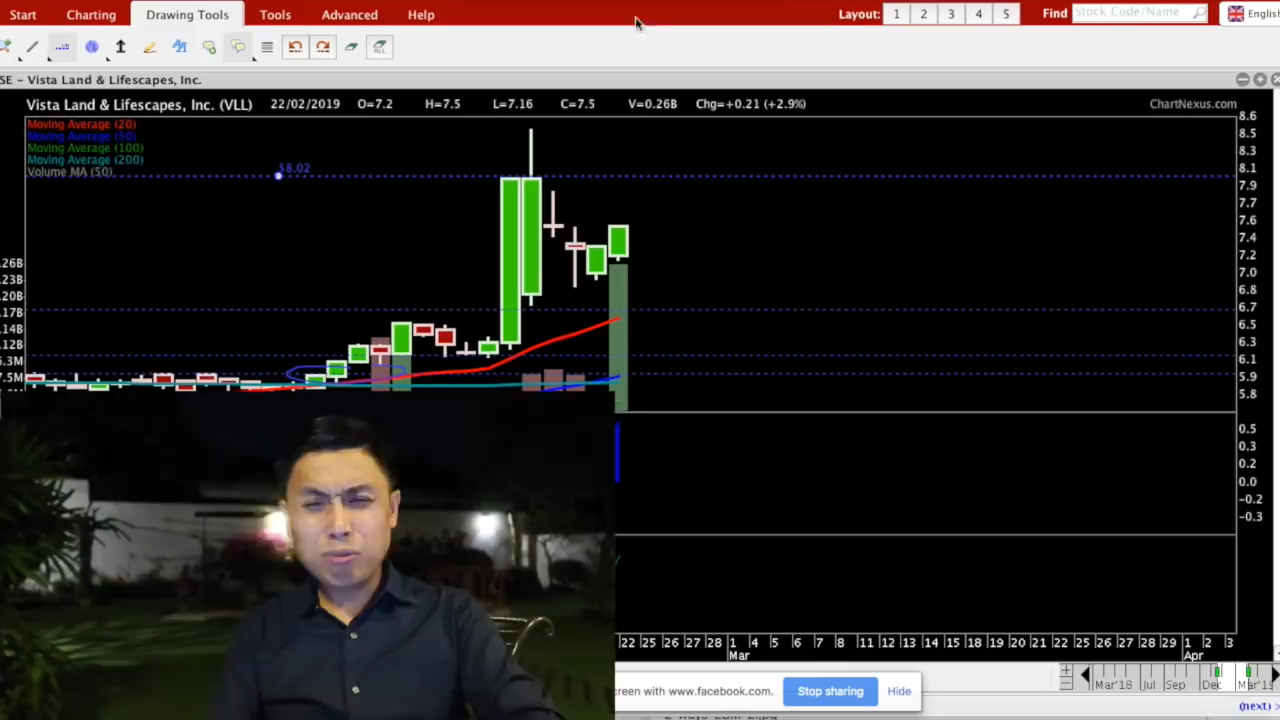 Start Charting Drawing Tools Tools Advanced Help Layout: 1 2 3 4 5 Find Stock Code/Name English
ALL
SE - Vista Land & Lifescapes, Inc.
Vista Land & Lifescapes, Inc. (VLL) 22/02/2019 O=7.2 H=7.5 L=7.16 C=7.5 V=0.26B Chg=+0.21 (+2.9%) ChartNexus.com
Moving Average (20)
Moving Average (50)
Moving Average (100)
Moving Average (200)
Volume MA (50)
$8.02
8.6
8.5
8.3
8.1
7.9
7.7
7.6
7.4
7.2
7.0
6.8
6.7
6.5
6.3
6.1
5.9
5.8
.26B
.23B
.20B
.17B
.14B
.12B
6.3M
7.5M
0.5
0.3
0.2
0.0
-0.2
-0.3
22 25 26 27 28 1 4 5 6 7 8 11 12 13 14 15 18 19 20 21 22 25 26 27 28 29 1 2 3
Mar Apr
creen with www.facebook.com. Stop sharing Hide
Mar'18 Jul Sep Dec Mar'19
(next) >